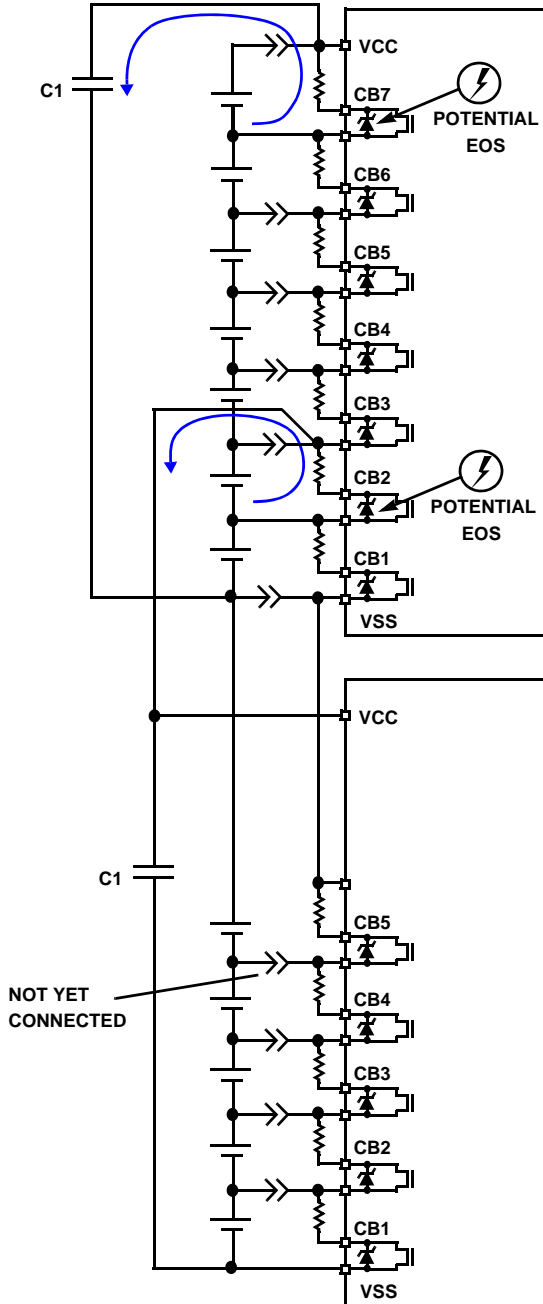 VCC
C1
CB7
POTENTIAL
EOS
CB6
CB5
CB4
CB3
CB2
POTENTIAL
EOS
CB1
VSS
VCC
C1
CB5
NOT YET
CONNECTED
CB4
CB3
CB2
CB1
VSS